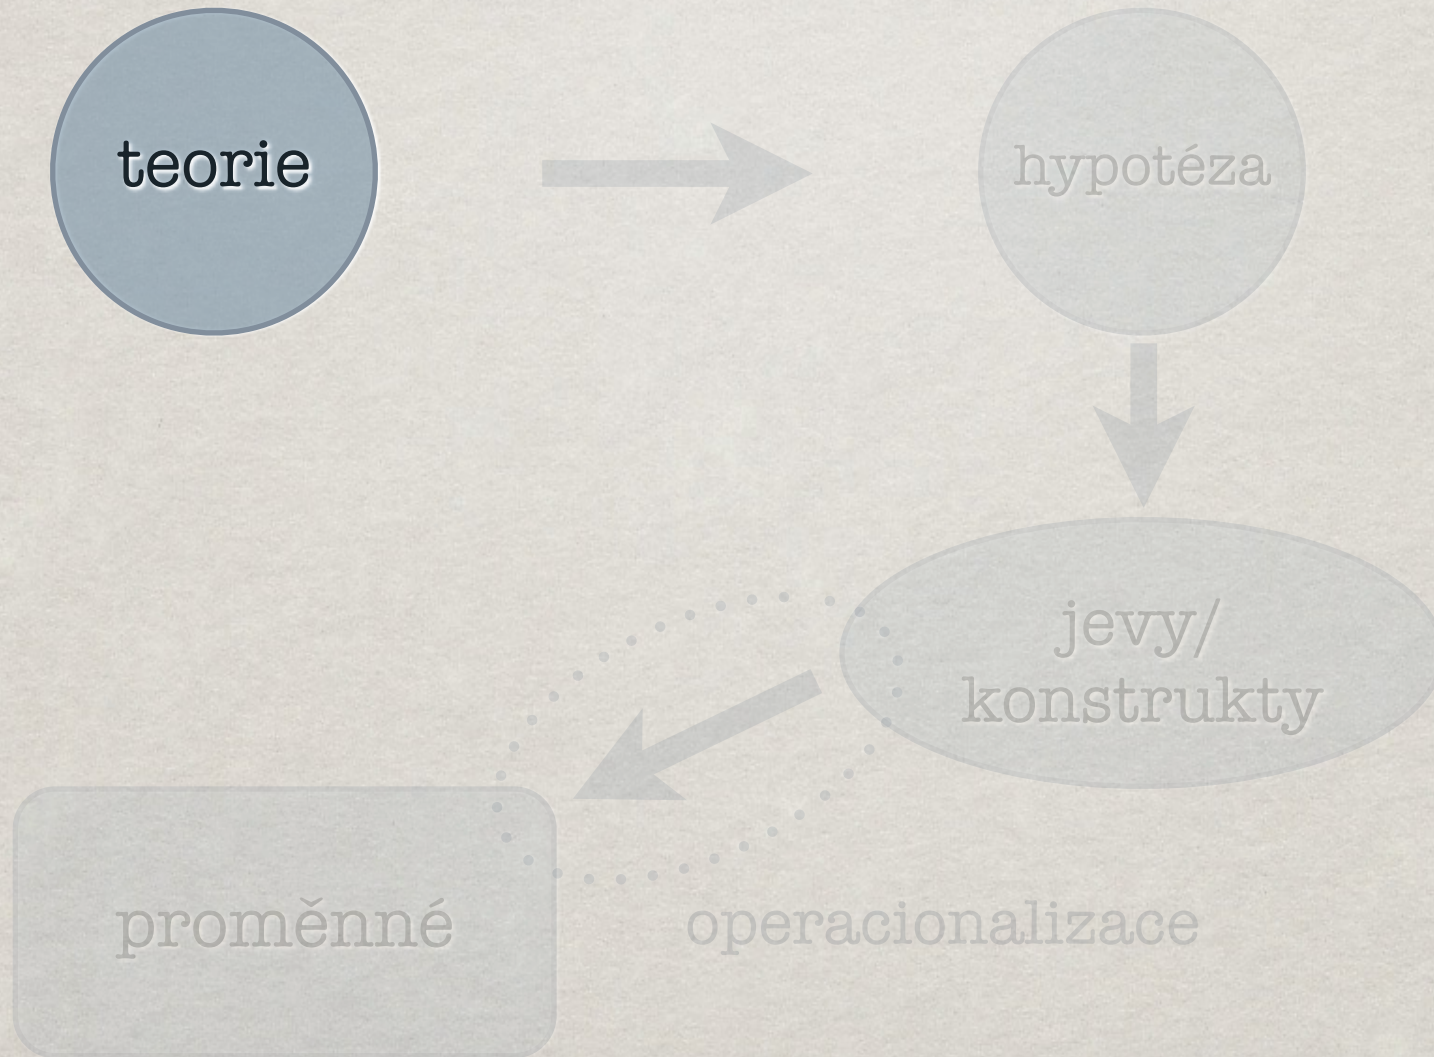 teorie
hypotéza
jevy/
konstrukty
proměnné
operacionalizace